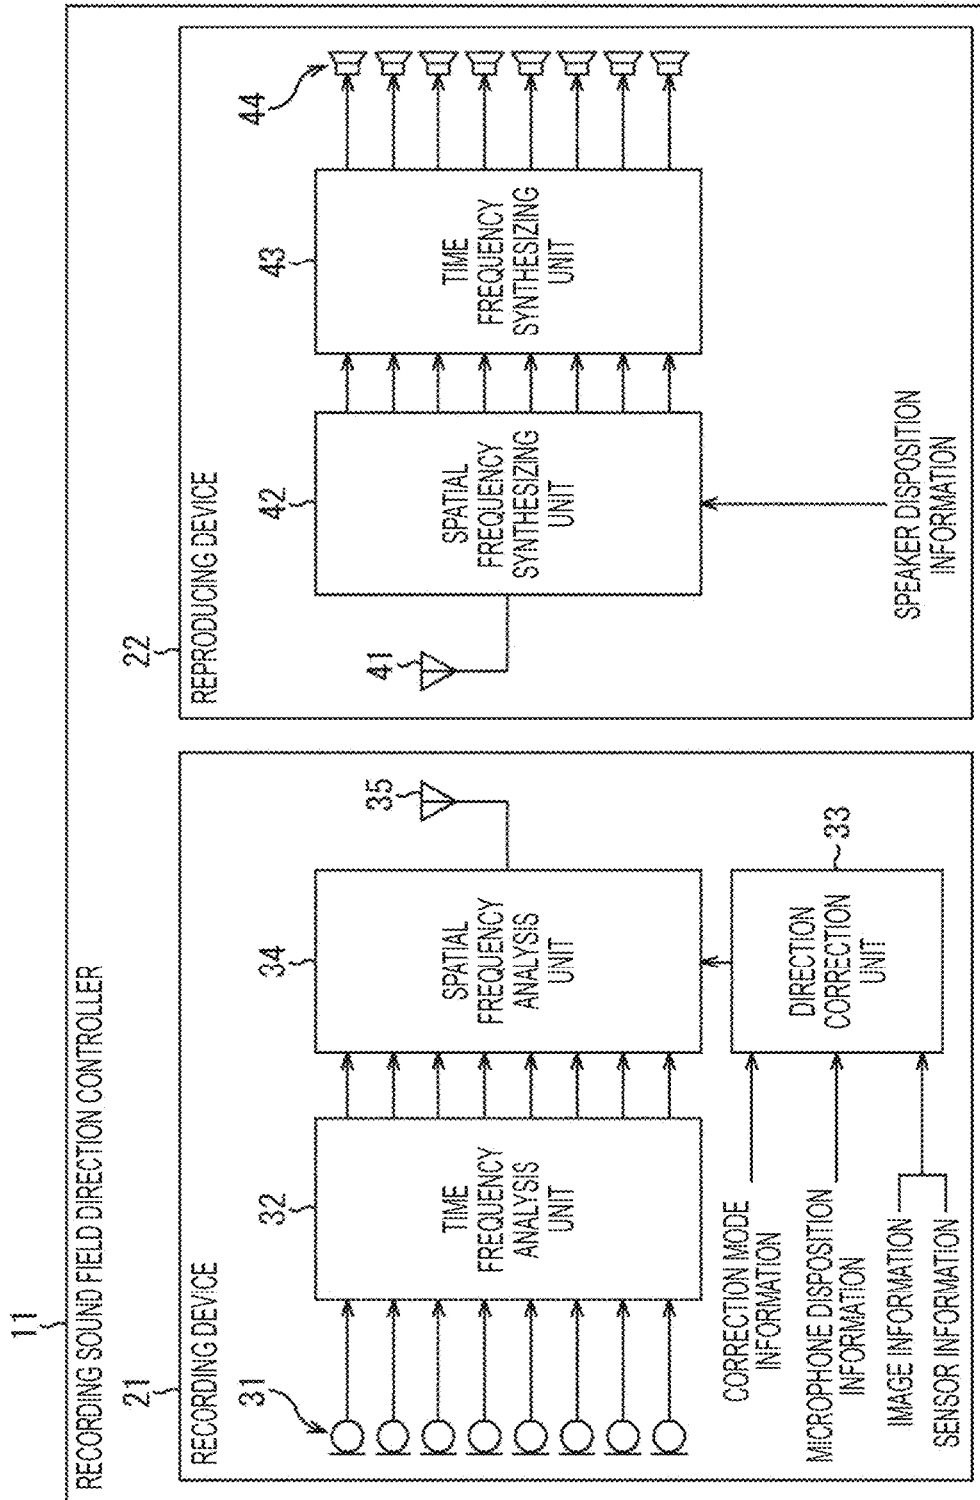 11
RECORDING SOUND FIELD DIRECTION CONTROLLER
21
RECORDING DEVICE
31
32
TIME
FREQUENCY
ANALYSIS
UNIT
34
SPATIAL
FREQUENCY
ANALYSIS
UNIT
35
CORRECTION MODE
INFORMATION
MICROPHONE DISPOSITION
INFORMATION
IMAGE INFORMATION
SENSOR INFORMATION
33
DIRECTION
CORRECTION
UNIT
22
REPRODUCING DEVICE
41
42
SPATIAL
FREQUENCY
SYNTHESIZING
UNIT
43
TIME
FREQUENCY
SYNTHESIZING
UNIT
44
SPEAKER DISPOSITION
INFORMATION